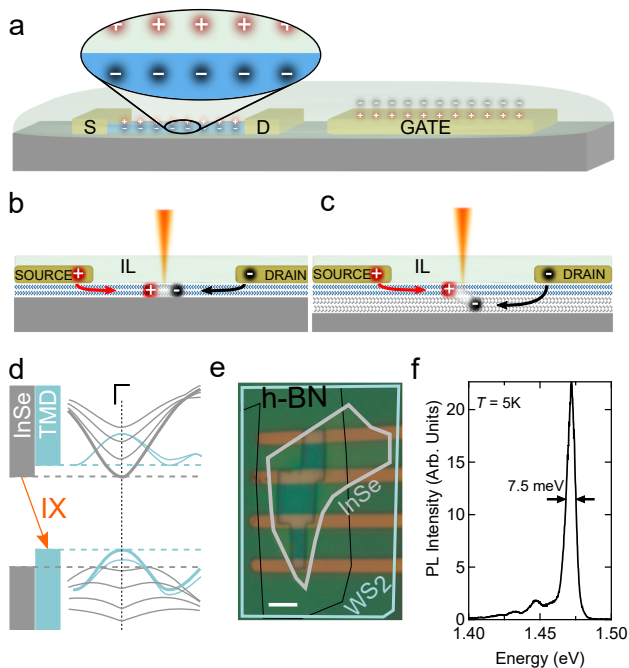 a
+ + + + +
− − − − −
S
D
GATE
b
SOURCE
+
IL
+
−
−
DRAIN
c
SOURCE
+
IL
+
−
−
DRAIN
d
Γ
InSe
TMD
IX
e
h-BN
InSe
WS2
f
T = 5K
7.5 meV
PL Intensity (Arb. Units)
20
15
10
5
0
1.40
1.45
1.50
Energy (eV)